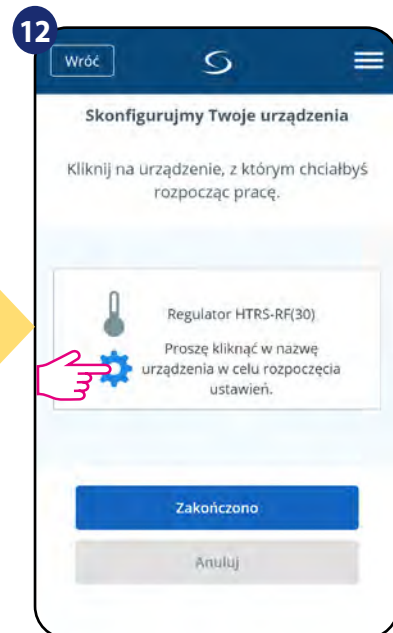 12
Wróć
Skonfigurujmy Twoje urządzenia
Kliknij na urządzenie, z którym chciałbyś
rozpocząc pracę.
Regulator HTRS-RF(30)
Proszę kliknąć w nazwę
urządzenia w celu rozpoczęcia
ustawień.
Zakończono
Anuluj